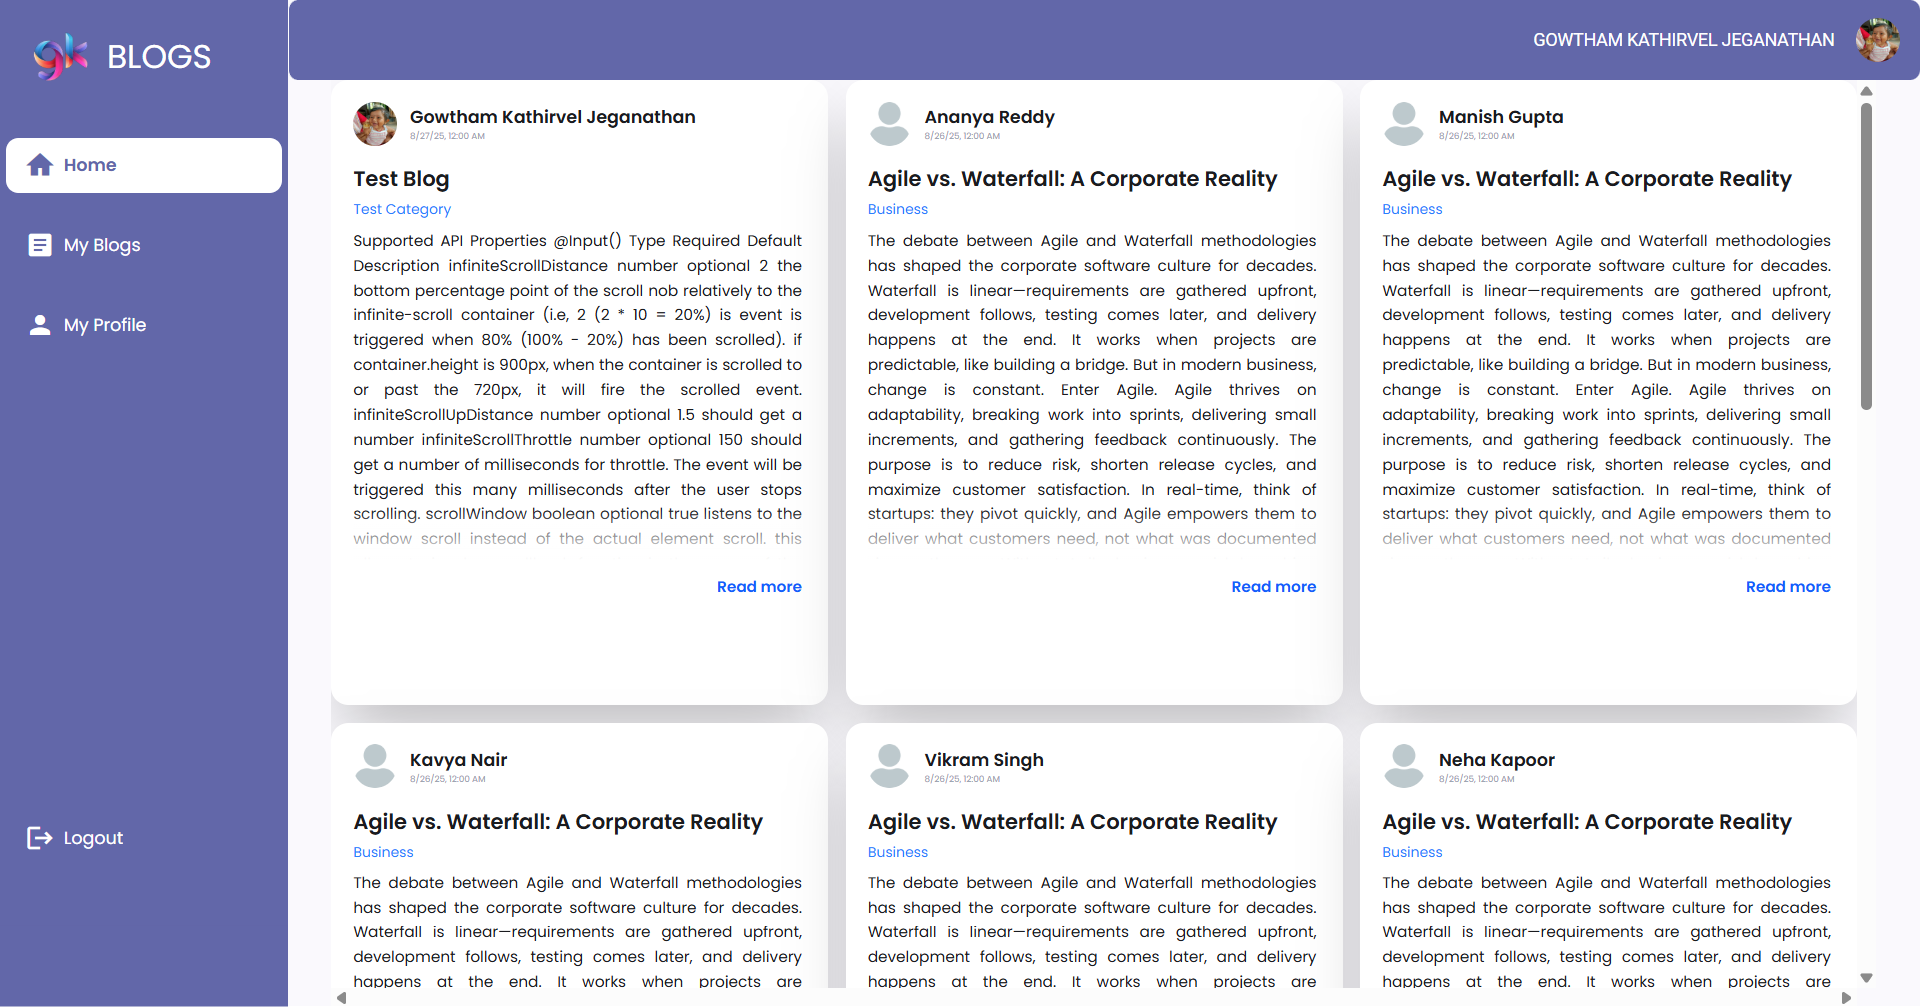 gk BLOGS
GOWTHAM KATHIRVEL JEGANATHAN
Home
My Blogs
My Profile
Logout
Gowtham Kathirvel Jeganathan
8/27/25, 12:00 AM
Test Blog
Test Category
Supported API Properties @Input() Type Required Default
Description infiniteScrollDistance number optional 2 the
bottom percentage point of the scroll nob relatively to the
infinite-scroll container (i.e, 2 (2 * 10 = 20%) is event is
triggered when 80% (100% - 20%) has been scrolled). if
container.height is 900px, when the container is scrolled to
or past the 720px, it will fire the scrolled event.
infiniteScrollUpDistance number optional 1.5 should get a
number infiniteScrollThrottle number optional 150 should
get a number of milliseconds for throttle. The event will be
triggered this many milliseconds after the user stops
scrolling. scrollWindow boolean optional true listens to the
window scroll instead of the actual element scroll. this
Read more
Ananya Reddy
8/26/25, 12:00 AM
Agile vs. Waterfall: A Corporate Reality
Business
The debate between Agile and Waterfall methodologies
has shaped the corporate software culture for decades.
Waterfall is linear—requirements are gathered upfront,
development follows, testing comes later, and delivery
happens at the end. It works when projects are
predictable, like building a bridge. But in modern business,
change is constant. Enter Agile. Agile thrives on
adaptability, breaking work into sprints, delivering small
increments, and gathering feedback continuously. The
purpose is to reduce risk, shorten release cycles, and
maximize customer satisfaction. In real-time, think of
startups: they pivot quickly, and Agile empowers them to
deliver what customers need, not what was documented
Read more
Manish Gupta
8/26/25, 12:00 AM
Agile vs. Waterfall: A Corporate Reality
Business
The debate between Agile and Waterfall methodologies
has shaped the corporate software culture for decades.
Waterfall is linear—requirements are gathered upfront,
development follows, testing comes later, and delivery
happens at the end. It works when projects are
predictable, like building a bridge. But in modern business,
change is constant. Enter Agile. Agile thrives on
adaptability, breaking work into sprints, delivering small
increments, and gathering feedback continuously. The
purpose is to reduce risk, shorten release cycles, and
maximize customer satisfaction. In real-time, think of
startups: they pivot quickly, and Agile empowers them to
deliver what customers need, not what was documented
Read more
Kavya Nair
8/26/25, 12:00 AM
Agile vs. Waterfall: A Corporate Reality
Business
The debate between Agile and Waterfall methodologies
has shaped the corporate software culture for decades.
Waterfall is linear—requirements are gathered upfront,
development follows, testing comes later, and delivery
happens at the end. It works when projects are
Vikram Singh
8/26/25, 12:00 AM
Agile vs. Waterfall: A Corporate Reality
Business
The debate between Agile and Waterfall methodologies
has shaped the corporate software culture for decades.
Waterfall is linear—requirements are gathered upfront,
development follows, testing comes later, and delivery
happens at the end. It works when projects are
Neha Kapoor
8/26/25, 12:00 AM
Agile vs. Waterfall: A Corporate Reality
Business
The debate between Agile and Waterfall methodologies
has shaped the corporate software culture for decades.
Waterfall is linear—requirements are gathered upfront,
development follows, testing comes later, and delivery
happens at the end. It works when projects are